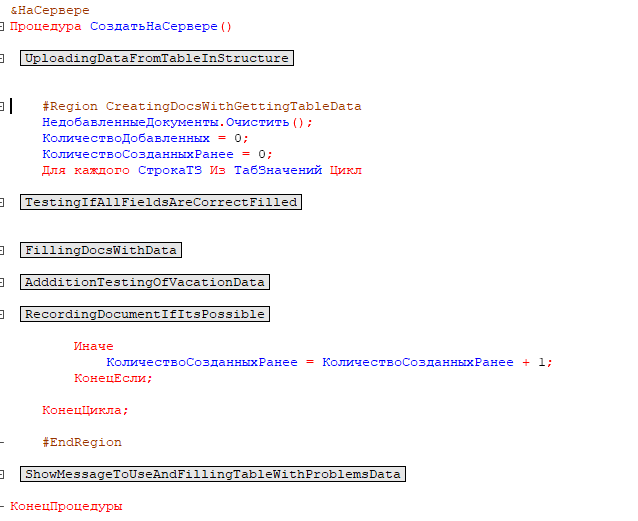 &НаСервере
Процедура СоздатьНаСервере()
UploadingDataFromTableInStructure
#Region CreatingDocsWithGettingTableData
НедобавленныеДокументы.Очистить();
КоличествоДобавленных = 0;
КоличествоСозданныхРанее = 0;
Для каждого СтрокаТЗ Из ТабЗначений Цикл
TestingIfAllFieldsAreCorrectFilled
FillingDocsWithData
AddditionTestingOfVacationData
RecordingDocumentIfItsPossible
Иначе
КоличествоСозданныхРанее = КоличествоСозданныхРанее + 1;
КонецЕсли;
КонецЦикла;
#EndRegion
ShowMessageToUseAndFillingTableWithProblemsData
КонецПроцедуры